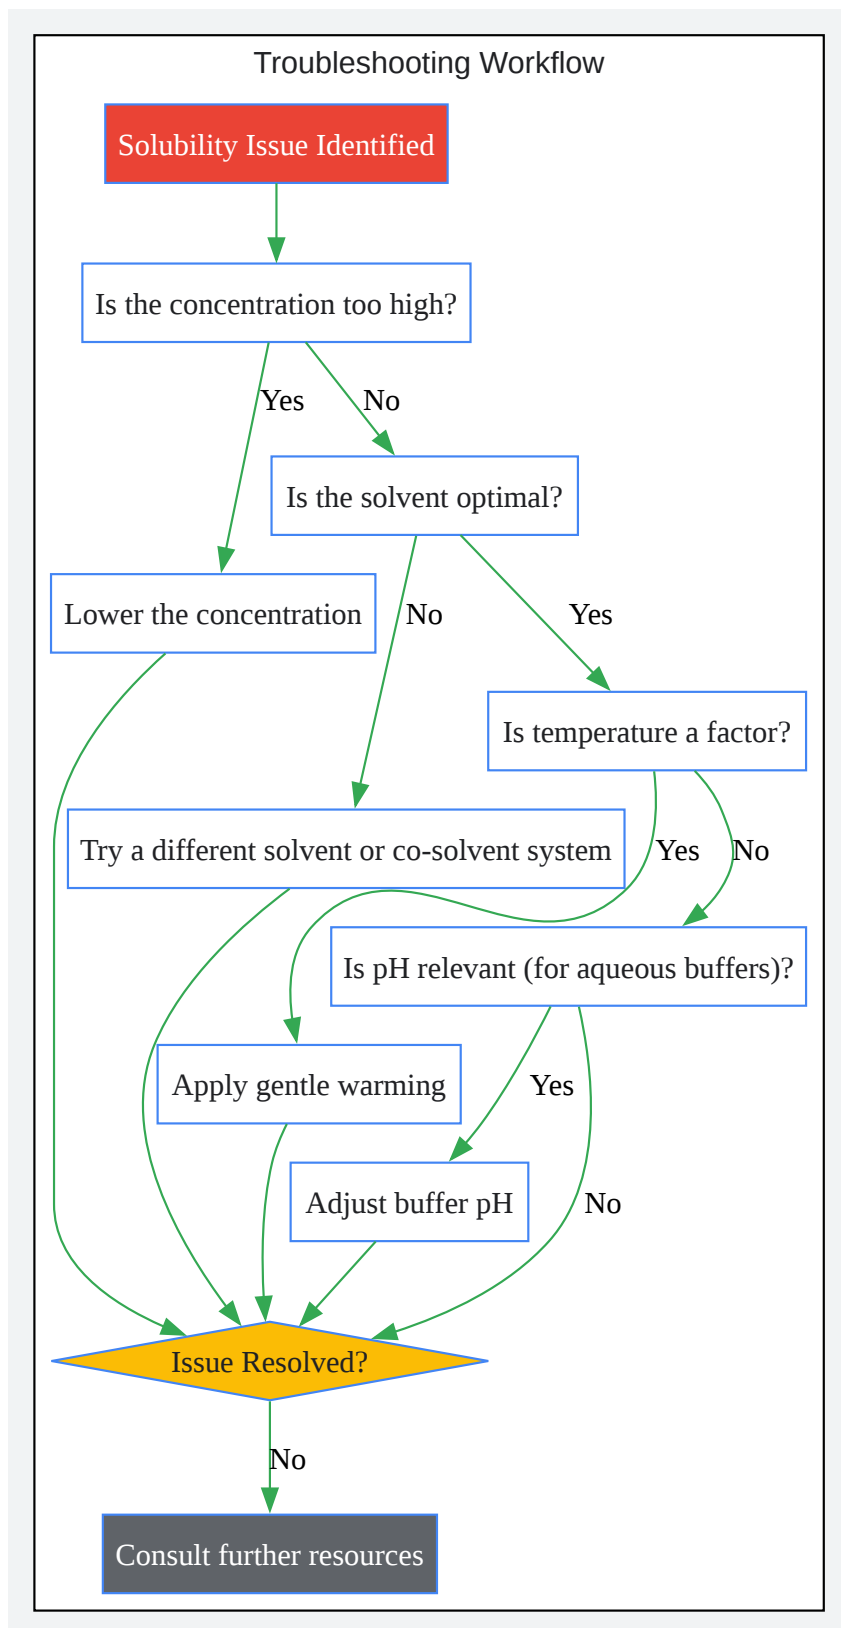 Troubleshooting Workflow
Solubility Issue Identified
Is the concentration too high?
Yes
No
Is the solvent optimal?
Lower the concentration
No
Yes
Is temperature a factor?
Try a different solvent or co-solvent system
Yes
No
Is pH relevant (for aqueous buffers)?
Apply gentle warming
Yes
Adjust buffer pH
No
Issue Resolved?
No
Consult further resources